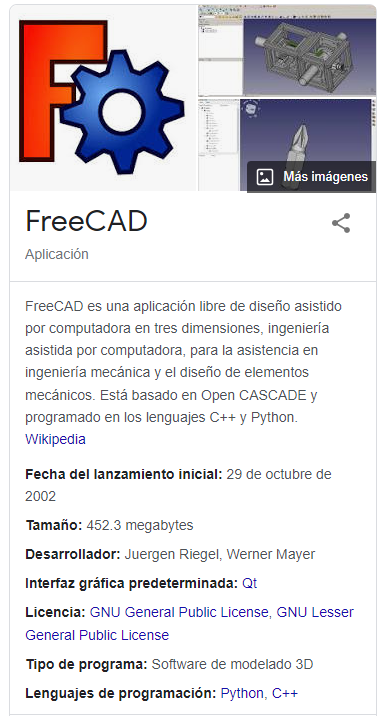 Más imágenes
FreeCAD
Aplicación
FreeCAD es una aplicación libre de diseño asistido
por computadora en tres dimensiones, ingeniería
asistida por computadora, para la asistencia en
ingeniería mecánica y el diseño de elementos
mecánicos. Está basado en Open CASCADE y
programado en los lenguajes C++ y Python.
Wikipedia
Fecha del lanzamiento inicial: 29 de octubre de
2002
Tamaño: 452.3 megabytes
Desarrollador: Juergen Riegel, Werner Mayer
Interfaz gráfica predeterminada: Qt
Licencia: GNU General Public License, GNU Lesser
General Public License
Tipo de programa: Software de modelado 3D
Lenguajes de programación: Python, C++